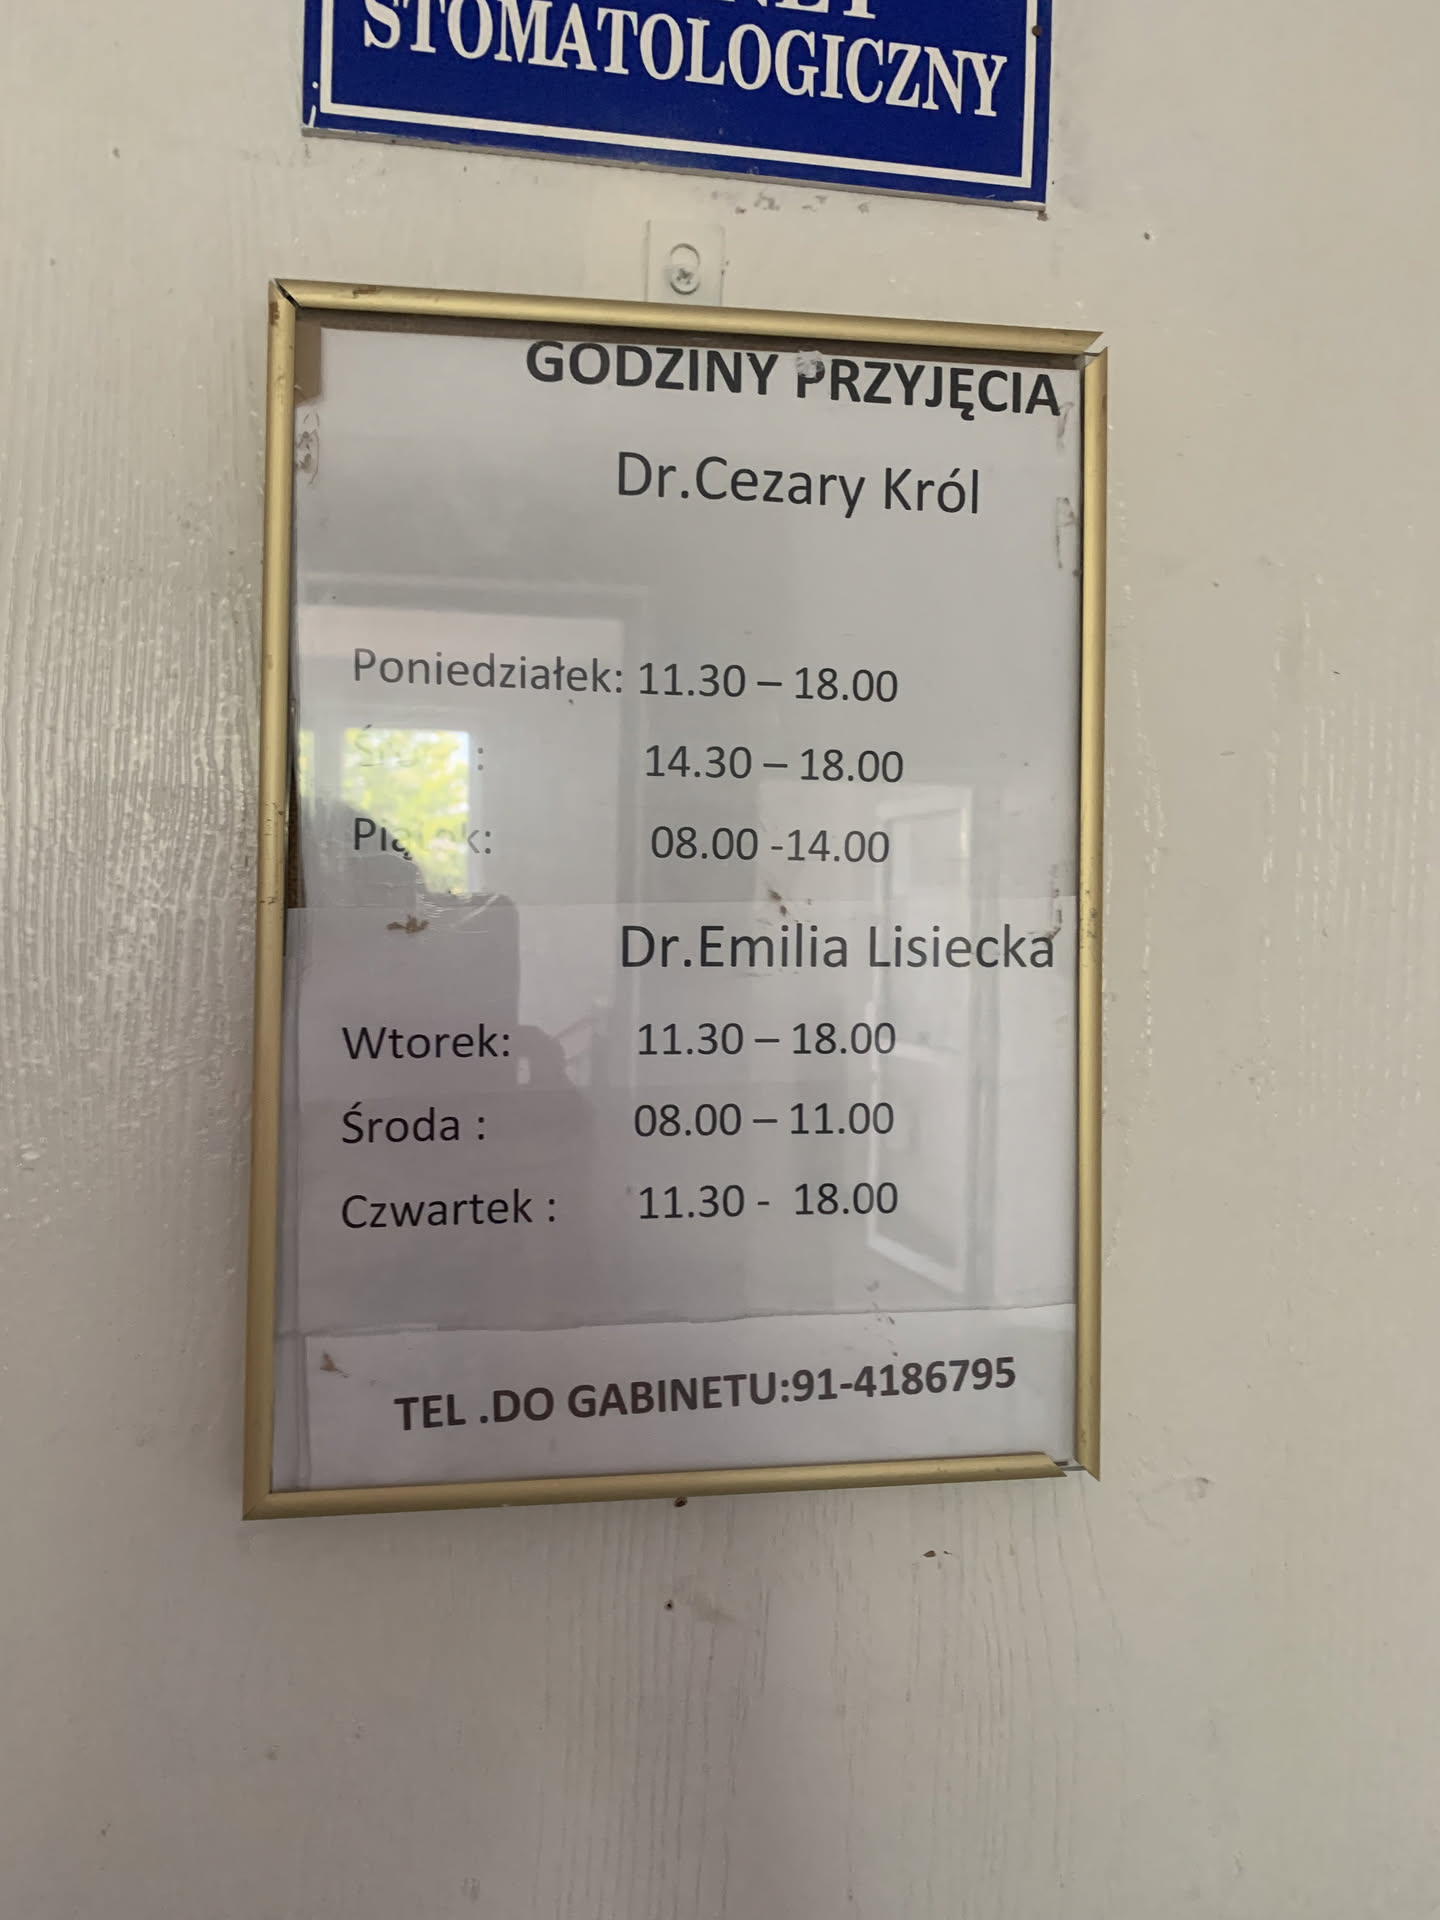 STOMATOLOGICZNY
GODZINY PRZYJĘCIA
Dr.Cezary Król
Poniedziałek: 11.30 – 18.00
: 14.30 – 18.00
Piątek: 08.00 -14.00
Dr.Emilia Lisiecka
Wtorek: 11.30 – 18.00
Środa : 08.00 – 11.00
Czwartek : 11.30 - 18.00
TEL .DO GABINETU:91-4186795